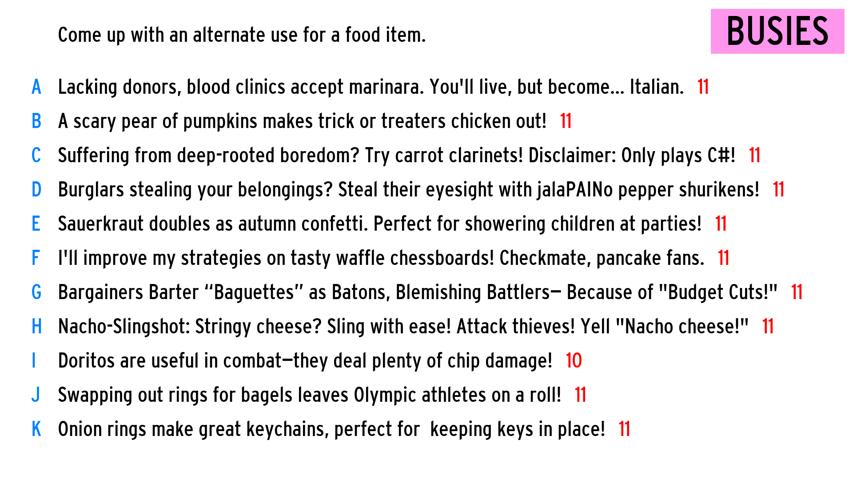 BUSIES
Come up with an alternate use for a food item.
A Lacking donors, blood clinics accept marinara. You'll live, but become... Italian. 11
B A scary pear of pumpkins makes trick or treaters chicken out! 11
C Suffering from deep-rooted boredom? Try carrot clarinets! Disclaimer: Only plays C#! 11
D Burglars stealing your belongings? Steal their eyesight with jalaPAINo pepper shurikens! 11
E Sauerkraut doubles as autumn confetti. Perfect for showering children at parties! 11
F I'll improve my strategies on tasty waffle chessboards! Checkmate, pancake fans. 11
G Bargainers Barter “Baguettes” as Batons, Blemishing Battlers— Because of "Budget Cuts!" 11
H Nacho-Slingshot: Stringy cheese? Sling with ease! Attack thieves! Yell "Nacho cheese!" 11
I Doritos are useful in combat—they deal plenty of chip damage! 10
J Swapping out rings for bagels leaves Olympic athletes on a roll! 11
K Onion rings make great keychains, perfect for  keeping keys in place! 11